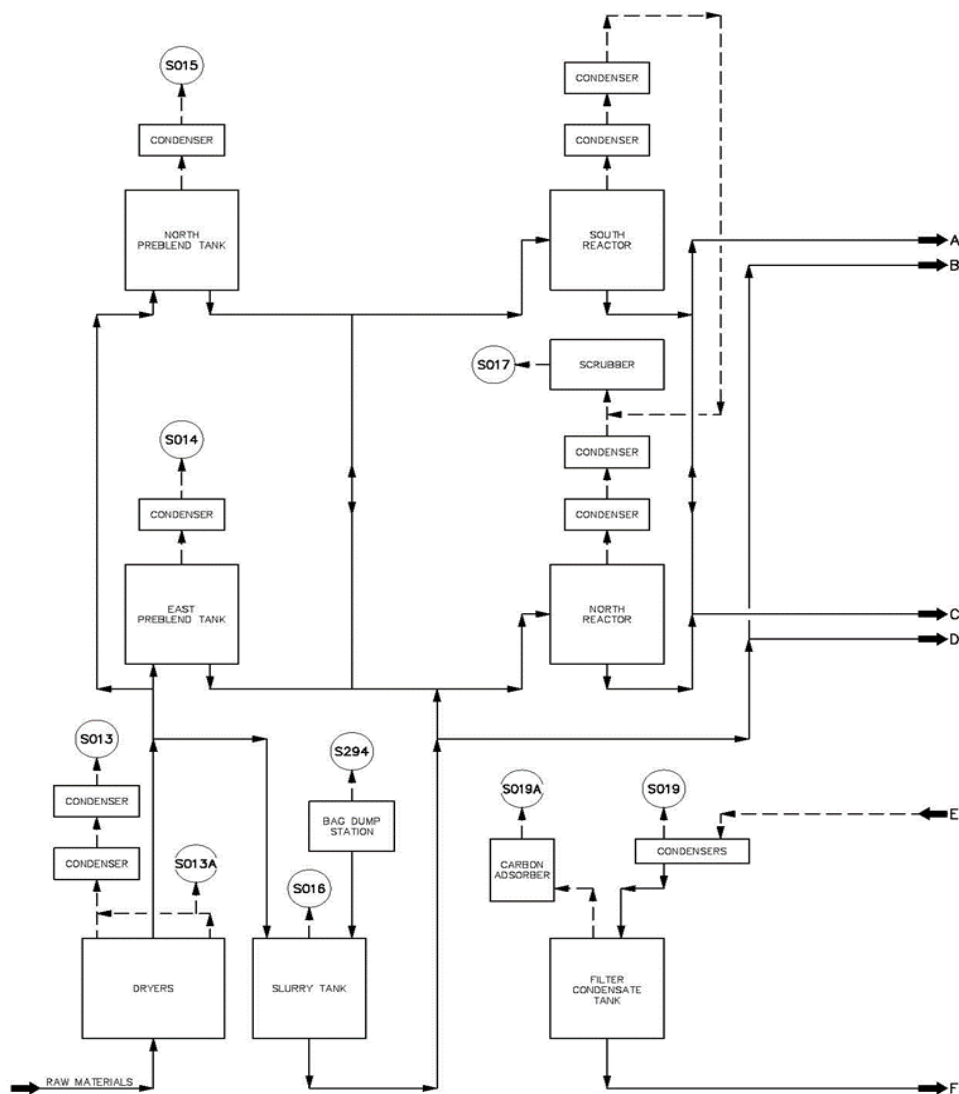 S015
CONDENSER
NORTH
PREBLEND TANK
CONDENSER
CONDENSER
SOUTH
REACTOR
A
B
S017
SCRUBBER
S014
CONDENSER
EAST
PREBLEND TANK
CONDENSER
CONDENSER
NORTH
REACTOR
C
D
S013
CONDENSER
CONDENSER
S013A
DRYERS
RAW MATERIALS
S294
BAG DUMP
STATION
S016
SLURRY TANK
S019A
CARBON
ADSORBER
S019
CONDENSERS
E
FILTER
CONDENSATE
TANK
F